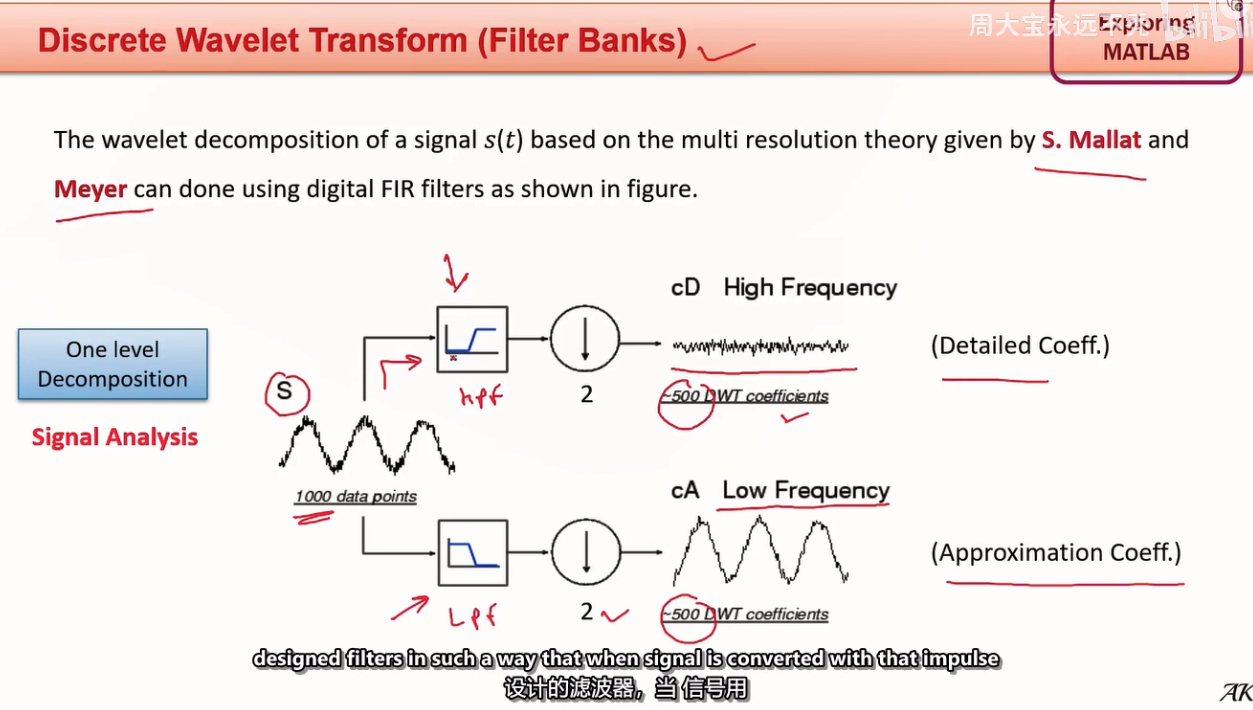 Discrete Wavelet Transform (Filter Banks)
周大宝永远不
Exploring
MATLAB
The wavelet decomposition of a signal s(t) based on the multi resolution theory given by S. Mallat and
Meyer can done using digital FIR filters as shown in figure.
One level
Decomposition
Signal Analysis
S
1000 data points
hpf
2
cD High Frequency
~500 DWT coefficients
(Detailed Coeff.)
Lpf
2
cA Low Frequency
~500 DWT coefficients
(Approximation Coeff.)
designed filters in such a way that when signal is converted with that impulse
设计的滤波器，当 信号用
AK